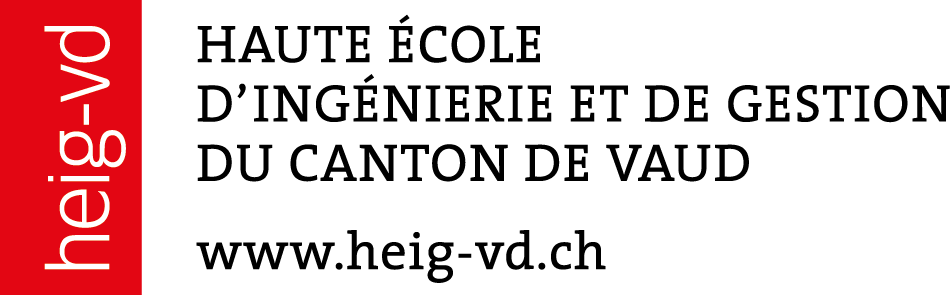 heig-vd
HAUTE ÉCOLE
D’INGÉNIERIE ET DE GESTION
DU CANTON DE VAUD
www.heig-vd.ch